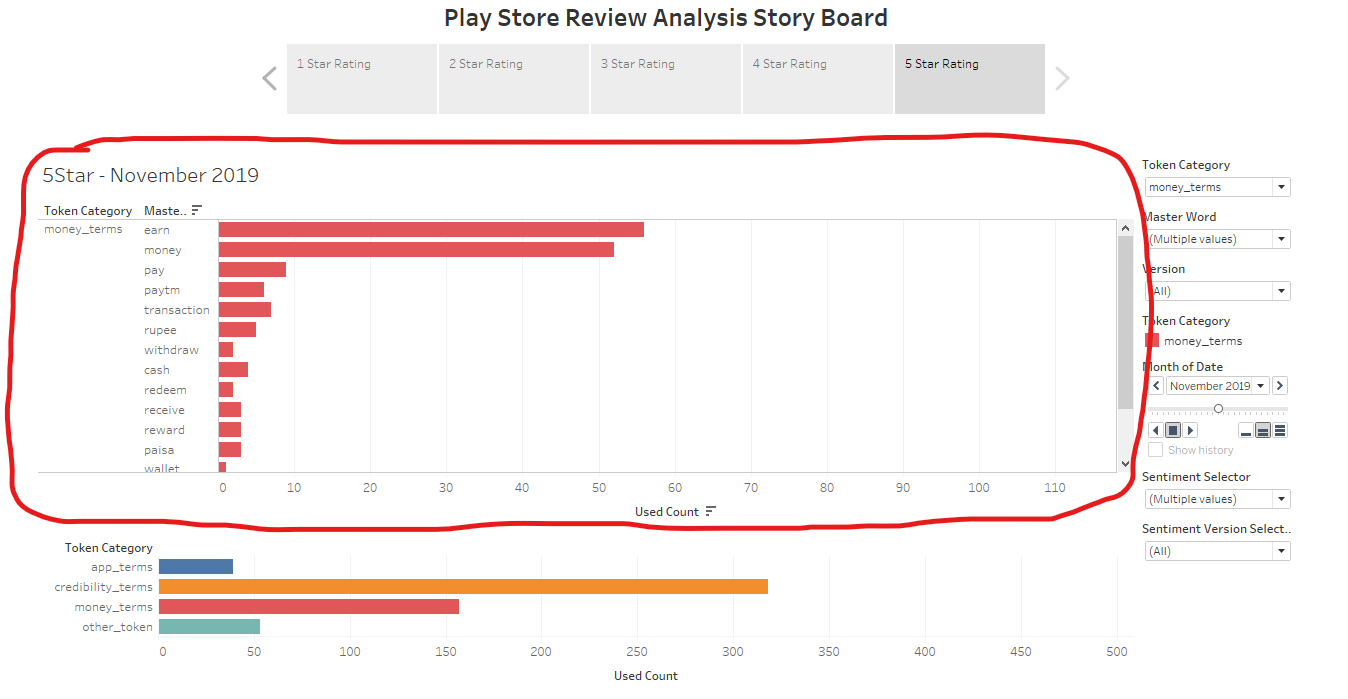 Play Store Review Analysis Story Board
1 Star Rating 2 Star Rating 3 Star Rating 4 Star Rating 5 Star Rating
5Star - November 2019
Token Category Maste..
money_terms earn
money
pay
paytm
transaction
rupee
withdraw
cash
redeem
receive
reward
paisa
wallet
0 10 20 30 40 50 60 70 80 90 100 110
Used Count
Token Category
money_terms
Master Word
(Multiple values)
Version
(All)
Token Category
money_terms
Month of Date
November 2019
Show history
Sentiment Selector
(Multiple values)
Sentiment Version Select..
(All)
Token Category
app_terms
credibility_terms
money_terms
other_token
0 50 100 150 200 250 300 350 400 450 500
Used Count